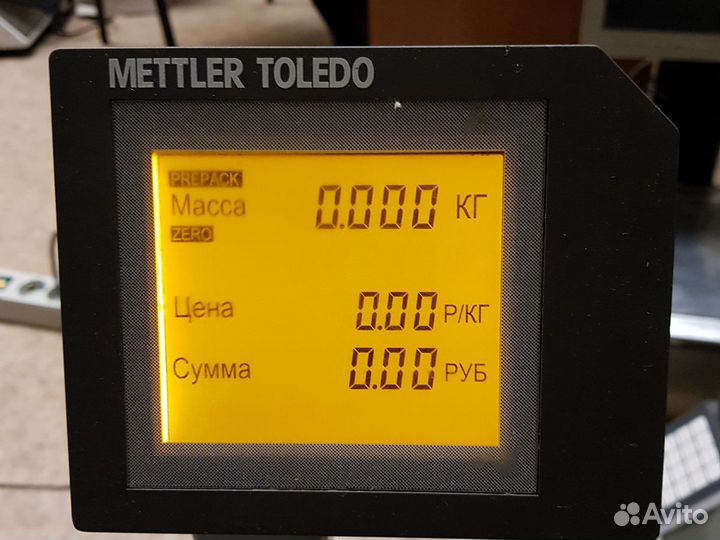 METTLER TOLEDO
PREPACK
Масса 0.000 КГ
ZERO
Цена 0.00 Р/КГ
Сумма 0.00 РУБ
Avito